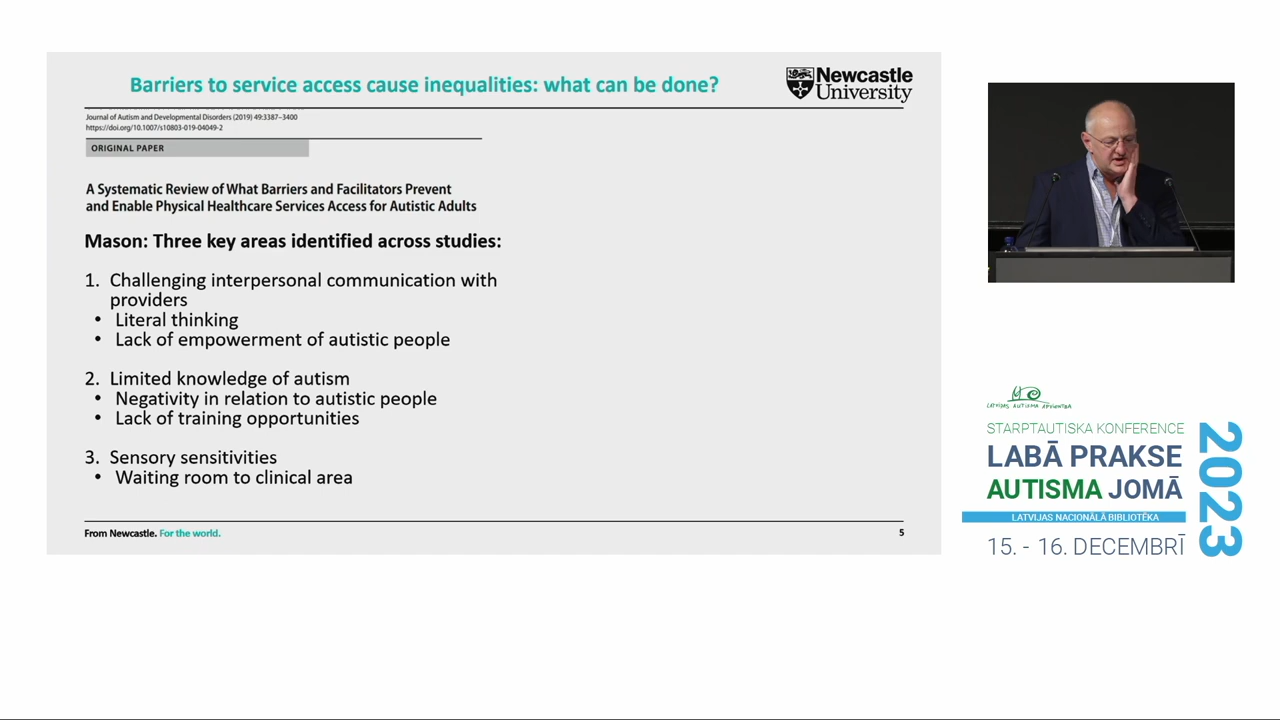 Barriers to service access cause inequalities: what can be done?
Newcastle
University
Journal of Autism and Developmental Disorders (2019) 49:3387–3400
https://doi.org/10.1007/s10803-019-04049-2
ORIGINAL PAPER
A Systematic Review of What Barriers and Facilitators Prevent
and Enable Physical Healthcare Services Access for Autistic Adults
Mason: Three key areas identified across studies:
1. Challenging interpersonal communication with
providers
• Literal thinking
• Lack of empowerment of autistic people
2. Limited knowledge of autism
• Negativity in relation to autistic people
• Lack of training opportunities
3. Sensory sensitivities
• Waiting room to clinical area
From Newcastle. For the world.
5
LATVIJAS AUTISMA APVIENĪBA
STARPTAUTISKA KONFERENCE
LABĀ PRAKSE
AUTISMA JOMĀ
LATVIJAS NACIONĀLĀ BIBLIOTĒKA
15. - 16. DECEMBRĪ
2023